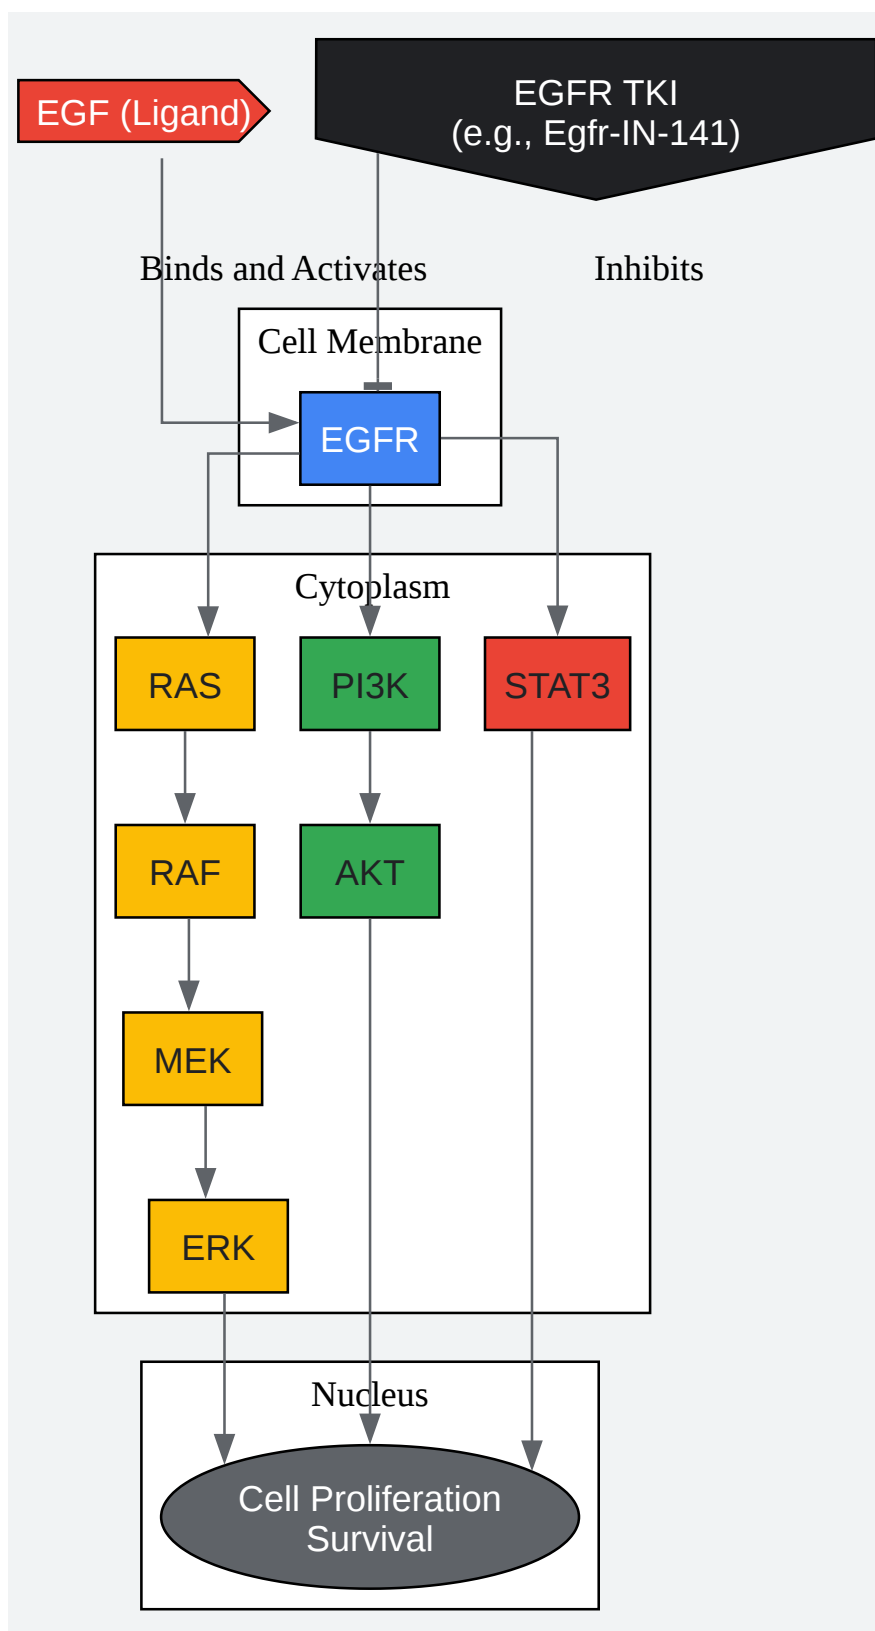 EGF (Ligand)
EGFR TKI
(e.g., Egfr-IN-141)
Binds and Activates
Inhibits
Cell Membrane
EGFR
Cytoplasm
RAS
PI3K
STAT3
RAF
AKT
MEK
ERK
Nucleus
Cell Proliferation
Survival